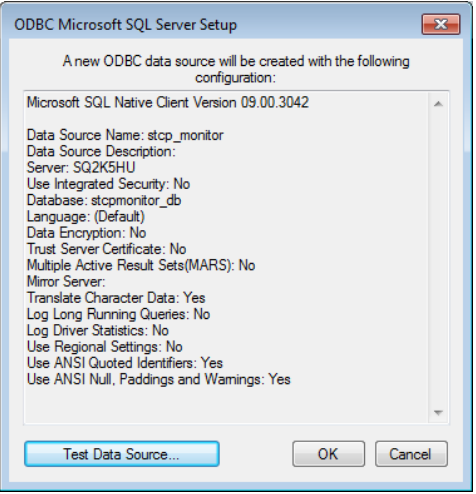 ODBC Microsoft SQL Server Setup
A new ODBC data source will be created with the following
configuration:
Microsoft SQL Native Client Version 09.00.3042
Data Source Name: stcp_monitor
Data Source Description:
Server: SQ2K5HU
Use Integrated Security: No
Database: stcpmonitor_db
Language: (Default)
Data Encryption: No
Trust Server Certificate: No
Multiple Active Result Sets(MARS): No
Mirror Server:
Translate Character Data: Yes
Log Long Running Queries: No
Log Driver Statistics: No
Use Regional Settings: No
Use ANSI Quoted Identifiers: Yes
Use ANSI Null, Paddings and Warnings: Yes
Test Data Source... OK Cancel